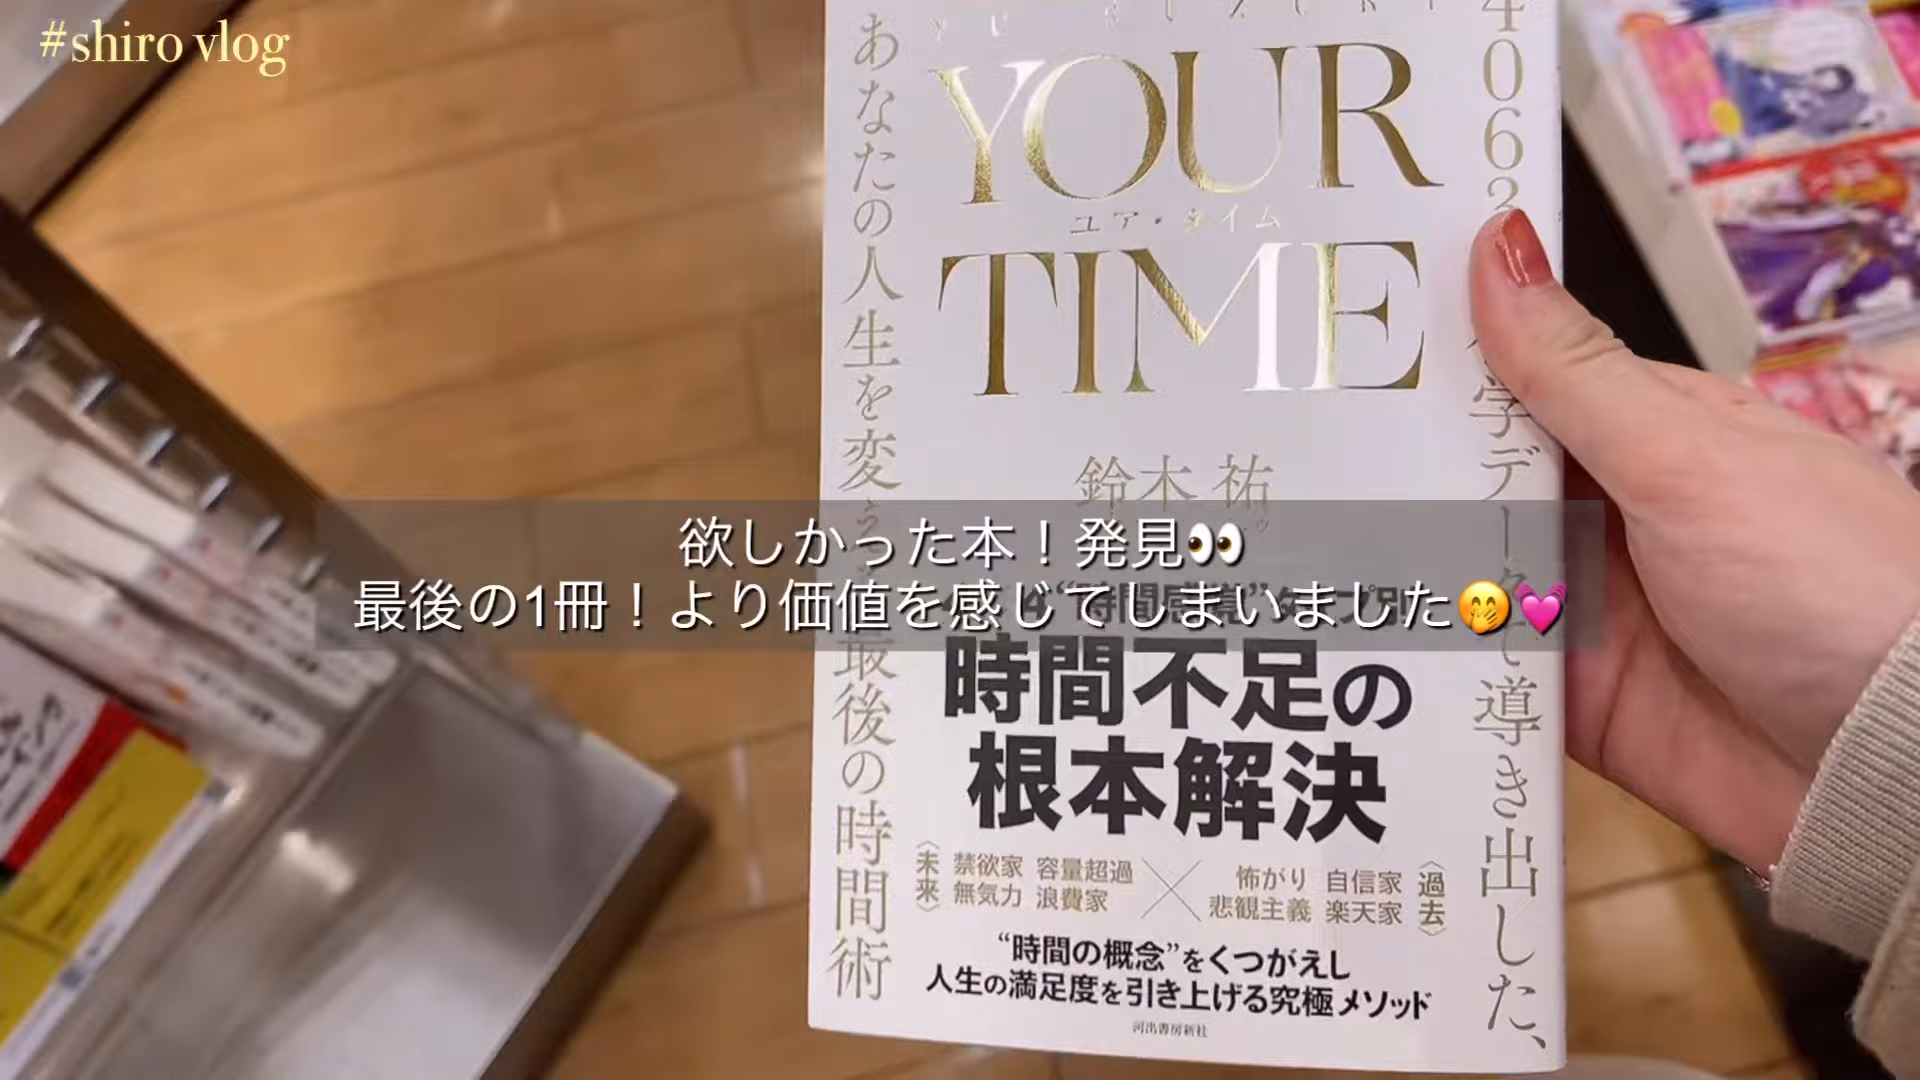 #shiro vlog
YOUR
ユア・タイム
TIME
鈴木 祐
欲しかった本！発見👀
最後の1冊！より価値を感じてしまいました🤭💓
時間不足の
根本解決
〈未来〉
禁欲家 容量超過
無気力 浪費家
怖がり 自信家
悲観主義 楽天家
〈過去〉
“時間の概念”をくつがえし
人生の満足度を引き上げる究極メソッド
河出書房新社
導き出した、
あなたの人生を変える最後の時間術